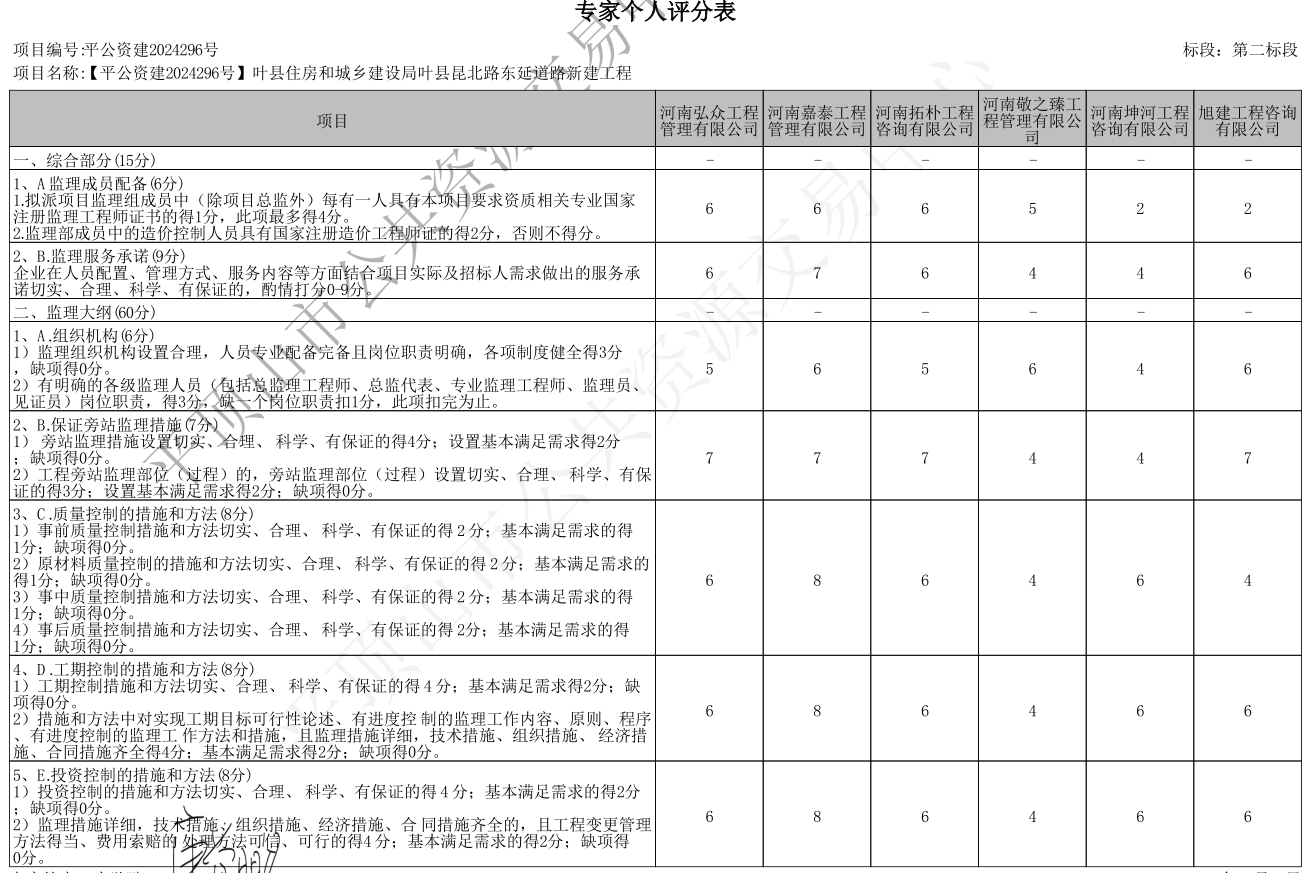 专家个人评分表
项目编号:平公资建2024296号
标段：第二标段
项目名称:【平公资建2024296号】叶县住房和城乡建设局叶县昆北路东延道路新建工程
项目
河南弘众工程
管理有限公司
河南嘉泰工程
管理有限公司
河南拓朴工程
咨询有限公司
河南敬之臻工
程管理有限公
司
河南坤河工程
咨询有限公司
旭建工程咨询
有限公司
一、综合部分(15分)
– – – – – –
1、A 监理成员配备(6分)
1.拟派项目监理组成员中（除项目总监外）每有一人具有本项目要求资质相关专业国家
注册监理工程师证书的得1分，此项最多得4分。
2.监理部成员中的造价控制人员具有国家注册造价工程师证的得2分，否则不得分。
6 6 6 5 2 2
2、B.监理服务承诺(9分)
企业在人员配置、管理方式、服务内容等方面结合项目实际及招标人需求做出的服务承
诺切实、合理、科学、有保证的，酌情打分0-9分。
6 7 6 4 4 6
二、监理大纲(60分)
– – – – – –
1、A.组织机构(6分)
1）监理组织机构设置合理，人员专业配备完备且岗位职责明确，各项制度健全得3分
，缺项得0分。
2）有明确的各级监理人员（包括总监理工程师、总监代表、专业监理工程师、监理员、
见证员）岗位职责，得3分，缺一个岗位职责扣1分，此项扣完为止。
5 6 5 6 4 6
2、B.保证旁站监理措施(7分)
1） 旁站监理措施设置切实、合理、 科学、有保证的得4分；设置基本满足需求得2分
；缺项得0分。
2）工程旁站监理部位（过程）的，旁站监理部位（过程）设置切实、合理、 科学、有保
证的得3分；设置基本满足需求得2分；缺项得0分。
7 7 7 4 4 7
3、C.质量控制的措施和方法(8分)
1）事前质量控制措施和方法切实、合理、 科学、有保证的得 2 分；基本满足需求的得
1分；缺项得0分。
2）原材料质量控制的措施和方法切实、合理、 科学、有保证的得 2 分；基本满足需求的
得1分；缺项得0分。
3）事中质量控制措施和方法切实、合理、 科学、有保证的得 2 分；基本满足需求的得
1分；缺项得0分。
4）事后质量控制措施和方法切实、合理、 科学、有保证的得 2分；基本满足需求的得
1分；缺项得0分。
6 8 6 4 6 4
4、D.工期控制的措施和方法(8分)
1）工期控制措施和方法切实、合理、 科学、有保证的得 4 分；基本满足需求得2分；缺
项得0分。
2）措施和方法中对实现工期目标可行性论述、有进度控 制的监理工作内容、原则、程序
、有进度控制的监理工 作方法和措施，且监理措施详细，技术措施、组织措施、 经济措
施、合同措施齐全得4分；基本满足需求得2分；缺项得0分。
6 8 6 4 6 6
5、E.投资控制的措施和方法(8分)
1）投资控制的措施和方法切实、合理、 科学、有保证的得 4 分；基本满足需求的得2分
；缺项得0分。
2）监理措施详细，技术措施、组织措施、经济措施、合 同措施齐全的，且工程变更管理
方法得当、费用索赔的 处理方法可信、可行的得4 分；基本满足需求的得2分；缺项得
0分。
6 8 6 4 6 6
平顶山市公共资源交易中心
平顶山市公共资源交易中心